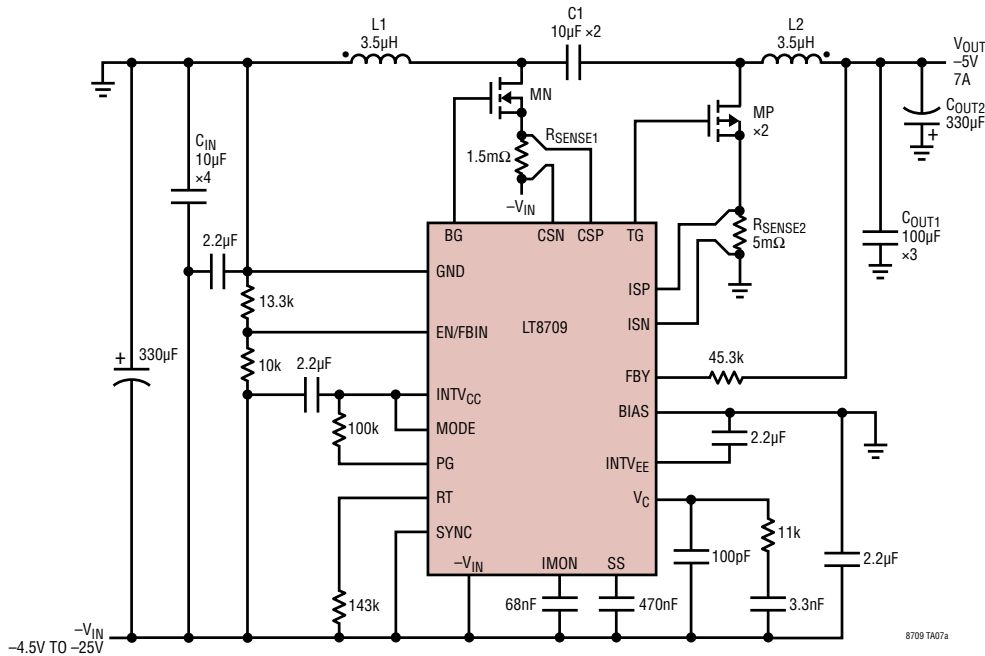 L1
3.5µH
C1
10µF ×2
L2
3.5µH
VOUT
–5V
7A
MN
MP
×2
COUT2
330µF
+
CIN
10µF
×4
RSENSE1
1.5mΩ
–VIN
2.2µF
BG
CSN
CSP
TG
RSENSE2
5mΩ
COUT1
100µF
×3
GND
13.3k
ISP
LT8709
EN/FBIN
ISN
+
330µF
10k
2.2µF
45.3k
FBY
INTVCC
BIAS
100k
MODE
2.2µF
PG
INTVEE
RT
VC
11k
SYNC
100pF
2.2µF
–VIN
IMON
SS
143k
68nF
470nF
3.3nF
–VIN
–4.5V TO –25V
8709 TA07a